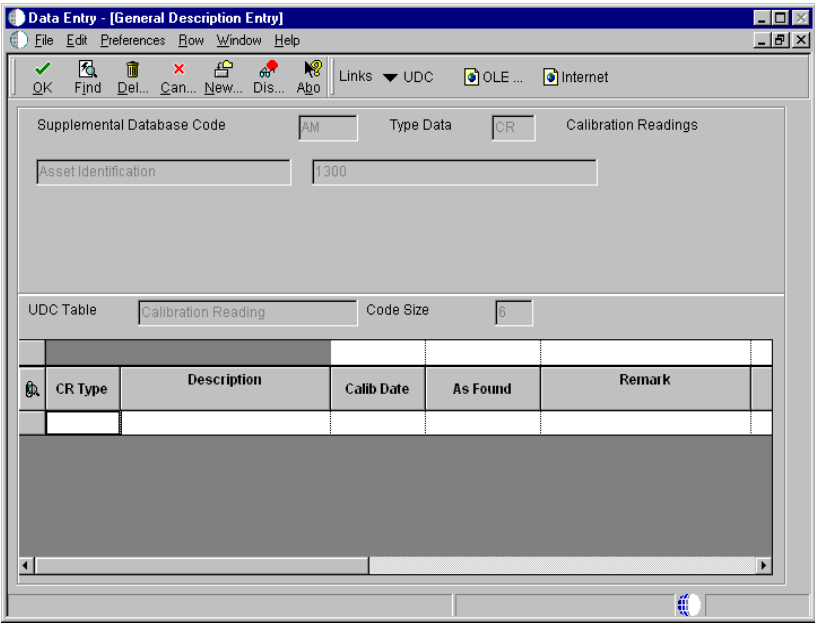 Data Entry - [General Description Entry]
File Edit Preferences Row Window Help
OK Find Del... Can... New... Dis... Abo Links UDC OLE ... Internet
Supplemental Database Code AM Type Data CR Calibration Readings
Asset Identification 1300
UDC Table Calibration Reading Code Size 6
CR Type Description Calib Date As Found Remark